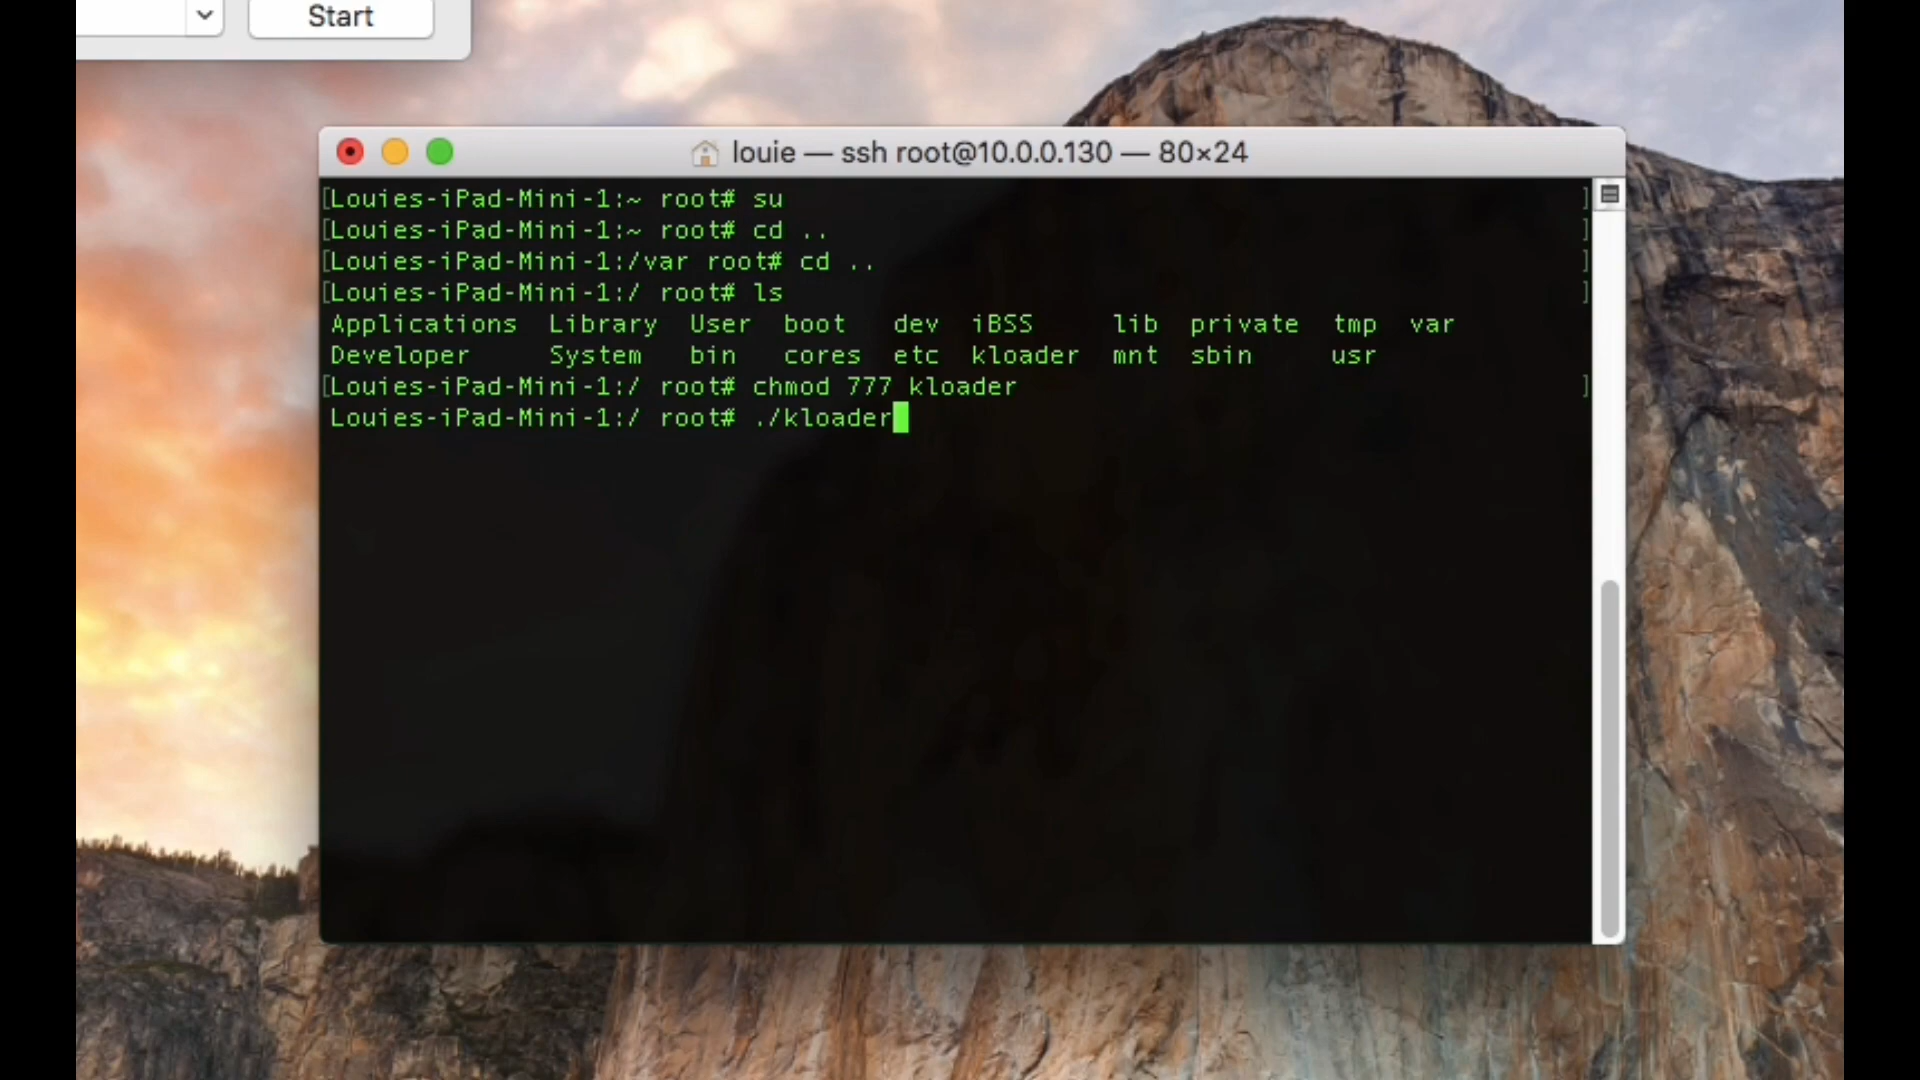 Start
louie — ssh root@10.0.0.130 — 80×24
[Louies-iPad-Mini-1:~ root# su ]
[Louies-iPad-Mini-1:~ root# cd .. ]
[Louies-iPad-Mini-1:/var root# cd .. ]
[Louies-iPad-Mini-1:/ root# ls ]
Applications Library User boot dev iBSS lib private tmp var
Developer System bin cores etc kloader mnt sbin usr
[Louies-iPad-Mini-1:/ root# chmod 777 kloader ]
Louies-iPad-Mini-1:/ root# ./kloader